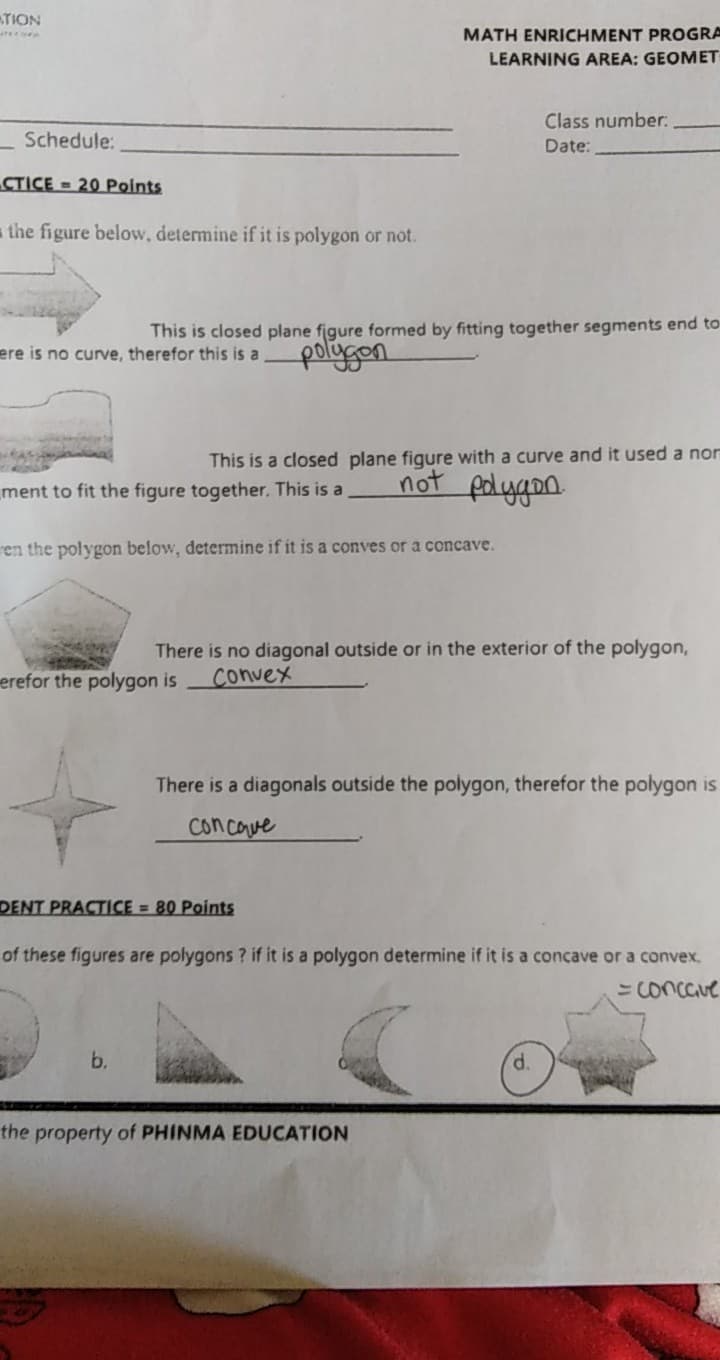 ATION
MATH ENRICHMENT PROGRA
LEARNING AREA: GEOMET
Class number:
Schedule:
Date:
CTICE = 20 Points
the figure below, determine if it is polygon or not.
This is closed plane figure formed by fitting together segments end to
ere is no curve, therefor this is a polygon.
This is a closed plane figure with a curve and it used a non
ment to fit the figure together. This is a not polygon.
en the polygon below, determine if it is a conves or a concave.
There is no diagonal outside or in the exterior of the polygon,
erefor the polygon is convex.
There is a diagonals outside the polygon, therefor the polygon is
concave.
DENT PRACTICE = 80 Points
of these figures are polygons ? if it is a polygon determine if it is a concave or a convex.
= concave
b.
d.
the property of PHINMA EDUCATION